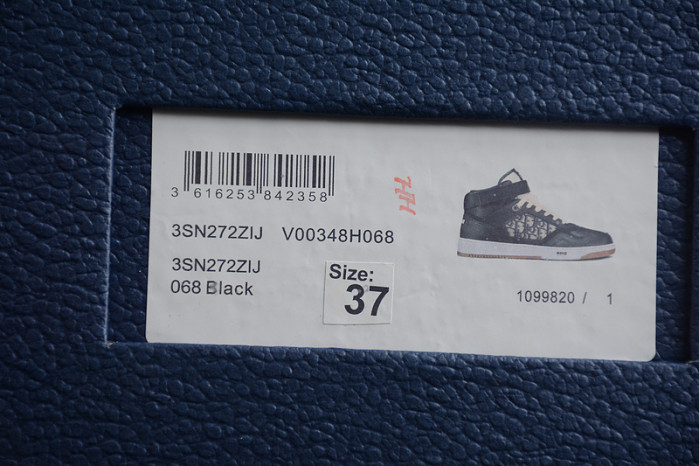 3 616253 842358
3SN272ZIJ V00348H068
3SN272ZIJ
068 Black
Size:
37
1099820 / 1